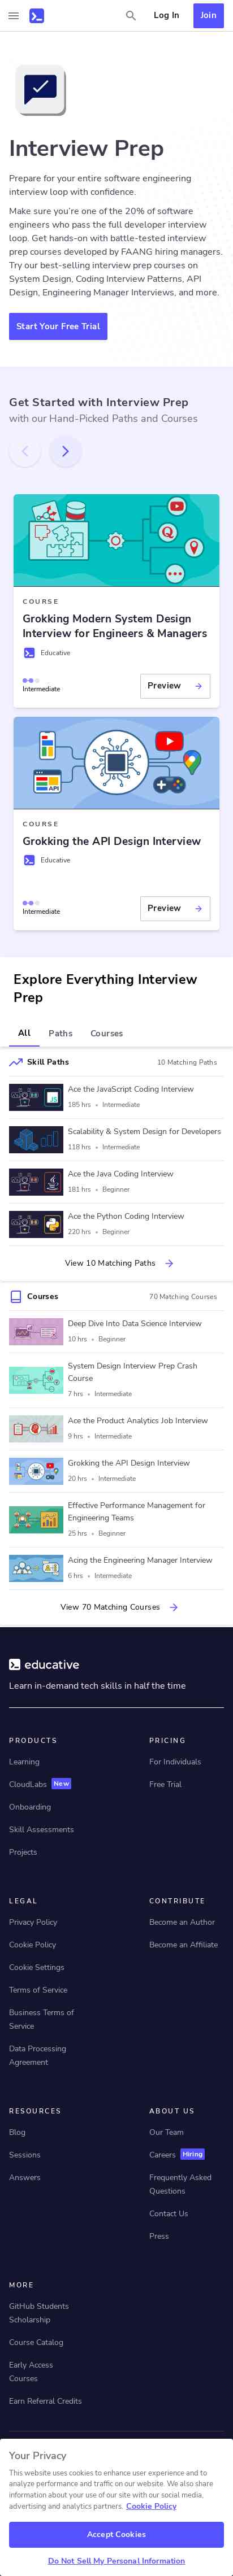 Log In
Join
Interview Prep
Prepare for your entire software engineering
interview loop with confidence.
Make sure you’re one of the 20% of software
engineers who pass the full developer interview
loop. Get hands-on with battle-tested interview
prep courses developed by FAANG hiring managers.
Try our best-selling interview prep courses on
System Design, Coding Interview Patterns, API
Design, Engineering Manager Interviews, and more.
Start Your Free Trial
Get Started with Interview Prep
with our Hand-Picked Paths and Courses
COURSE
Grokking Modern System Design
Interview for Engineers & Managers
Educative
Intermediate
Preview
API
COURSE
Grokking the API Design Interview
Educative
Intermediate
Preview
Explore Everything Interview
Prep
All
Paths
Courses
Skill Paths
10 Matching Paths
Ace the JavaScript Coding Interview
185 hrs • Intermediate
Scalability & System Design for Developers
118 hrs • Intermediate
Ace the Java Coding Interview
181 hrs • Beginner
Ace the Python Coding Interview
220 hrs • Beginner
View 10 Matching Paths
Courses
70 Matching Courses
Deep Dive Into Data Science Interview
10 hrs • Beginner
System Design Interview Prep Crash
Course
7 hrs • Intermediate
Ace the Product Analytics Job Interview
9 hrs • Intermediate
Grokking the API Design Interview
20 hrs • Intermediate
Effective Performance Management for
Engineering Teams
25 hrs • Beginner
Acing the Engineering Manager Interview
6 hrs • Intermediate
View 70 Matching Courses
educative
Learn in-demand tech skills in half the time
PRODUCTS
Learning
CloudLabs New
Onboarding
Skill Assessments
Projects
PRICING
For Individuals
Free Trial
LEGAL
Privacy Policy
Cookie Policy
Cookie Settings
Terms of Service
Business Terms of
Service
Data Processing
Agreement
CONTRIBUTE
Become an Author
Become an Affiliate
RESOURCES
Blog
Sessions
Answers
ABOUT US
Our Team
Careers Hiring
Frequently Asked
Questions
Contact Us
Press
MORE
GitHub Students
Scholarship
Course Catalog
Early Access
Courses
Earn Referral Credits
Your Privacy
This website uses cookies to enhance user experience and to
analyze performance and traffic on our website. We also share
information about your use of our site with our social media,
advertising and analytics partners. Cookie Policy
Accept Cookies
Do Not Sell My Personal Information